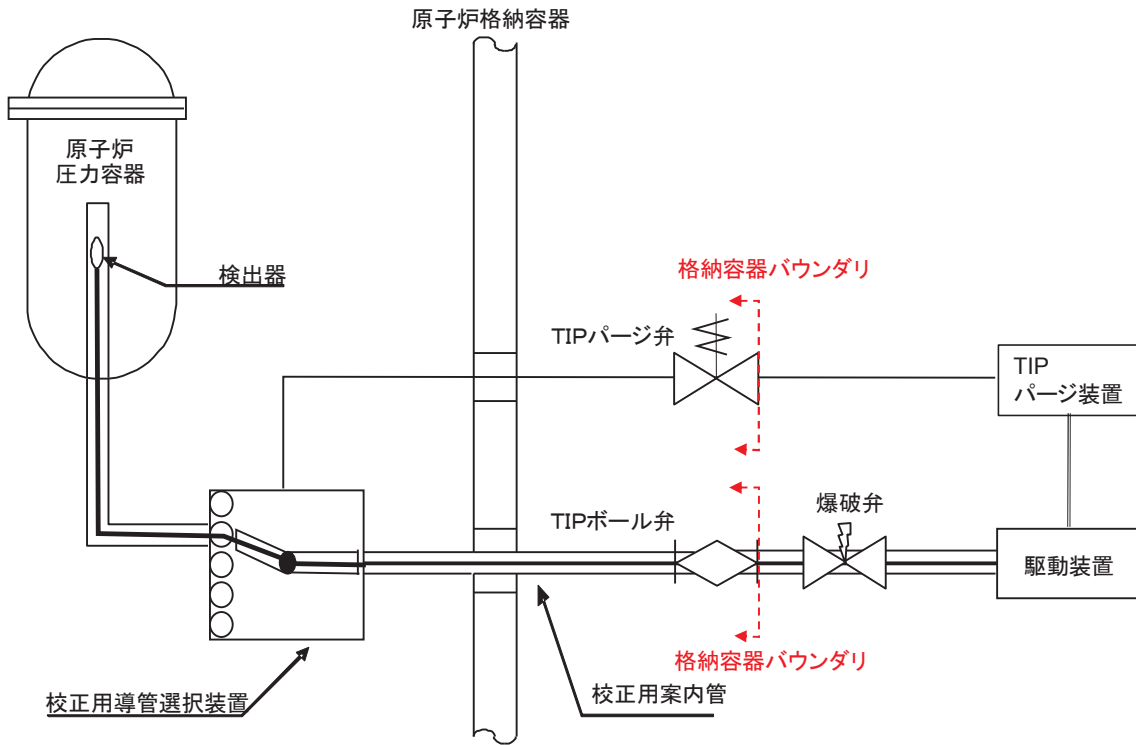 原子炉格納容器
原子炉
圧力容器
検出器
格納容器バウンダリ
TIPパージ弁
TIP
パージ装置
TIPボール弁
爆破弁
駆動装置
格納容器バウンダリ
校正用導管選択装置
校正用案内管